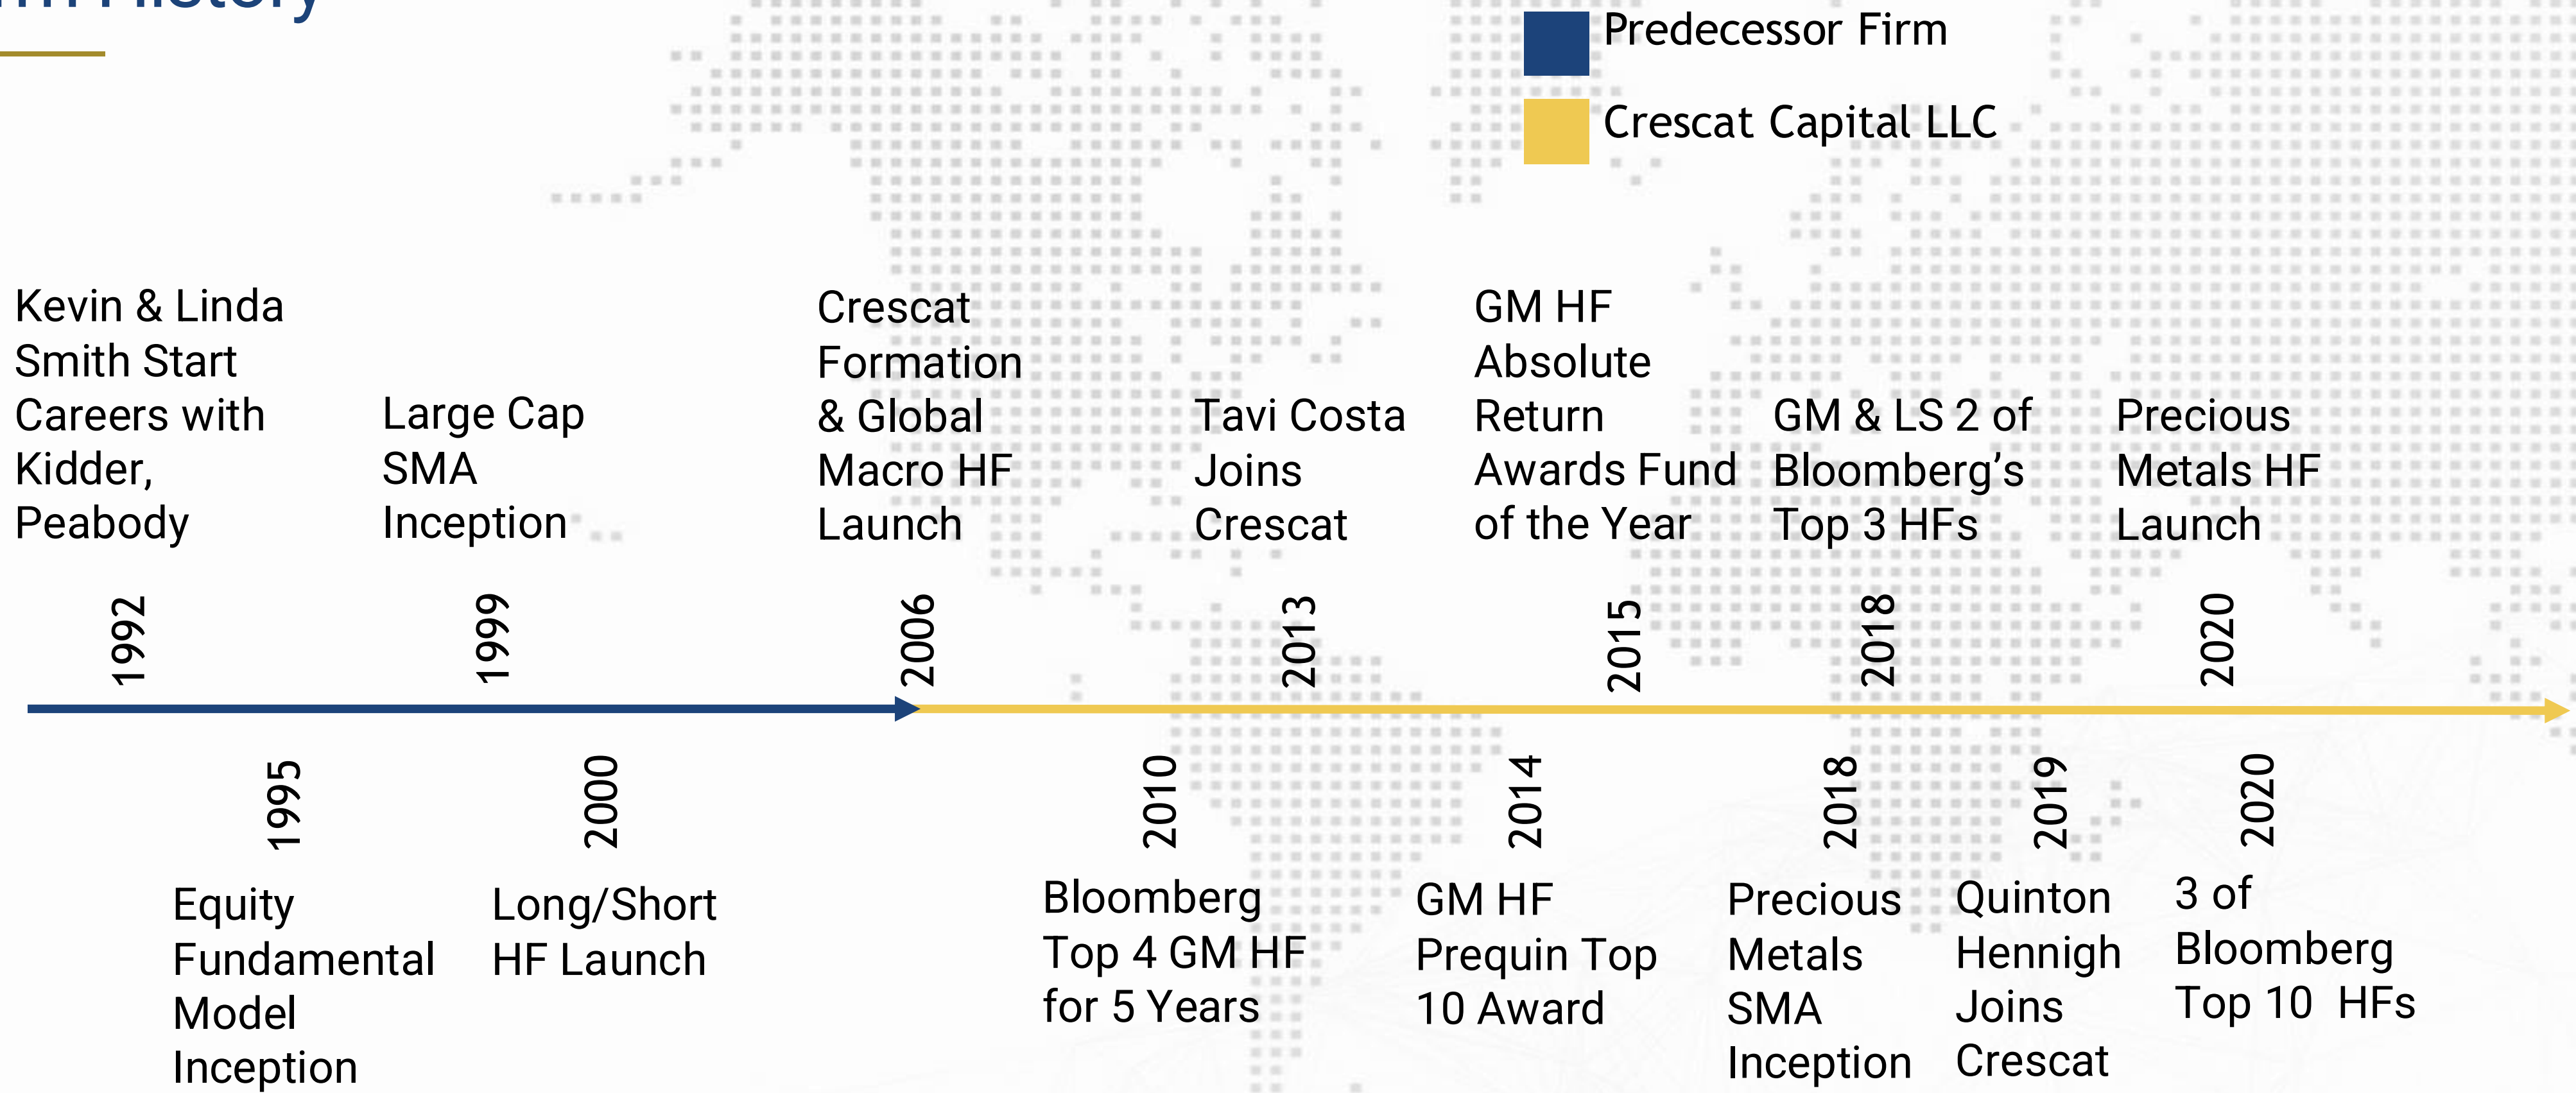 History
Predecessor Firm
Crescat Capital LLC
Kevin & Linda
Smith Start
Careers with
Kidder,
Peabody
Large Cap
SMA
Inception
Crescat
Formation
& Global
Macro HF
Launch
Tavi Costa
Joins
Crescat
GM HF
Absolute
Return
Awards Fund
of the Year
GM & LS 2 of
Bloomberg’s
Top 3 HFs
Precious
Metals HF
Launch
1992
1999
2006
2013
2015
2018
2020
1995
2000
2010
2014
2018
2019
2020
Equity
Fundamental
Model
Inception
Long/Short
HF Launch
Bloomberg
Top 4 GM HF
for 5 Years
GM HF
Prequin Top
10 Award
Precious
Metals
SMA
Inception
Quinton
Hennigh
Joins
Crescat
3 of
Bloomberg
Top 10  HFs